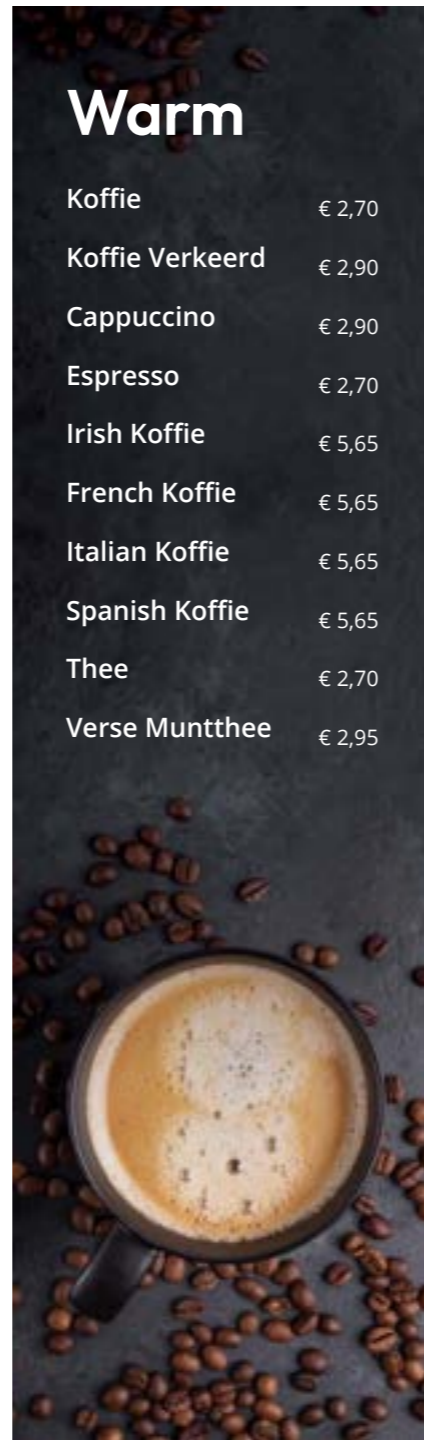 Warm
Koffie € 2,70
Koffie Verkeerd € 2,90
Cappuccino € 2,90
Espresso € 2,70
Irish Koffie € 5,65
French Koffie € 5,65
Italian Koffie € 5,65
Spanish Koffie € 5,65
Thee € 2,70
Verse Muntthee € 2,95